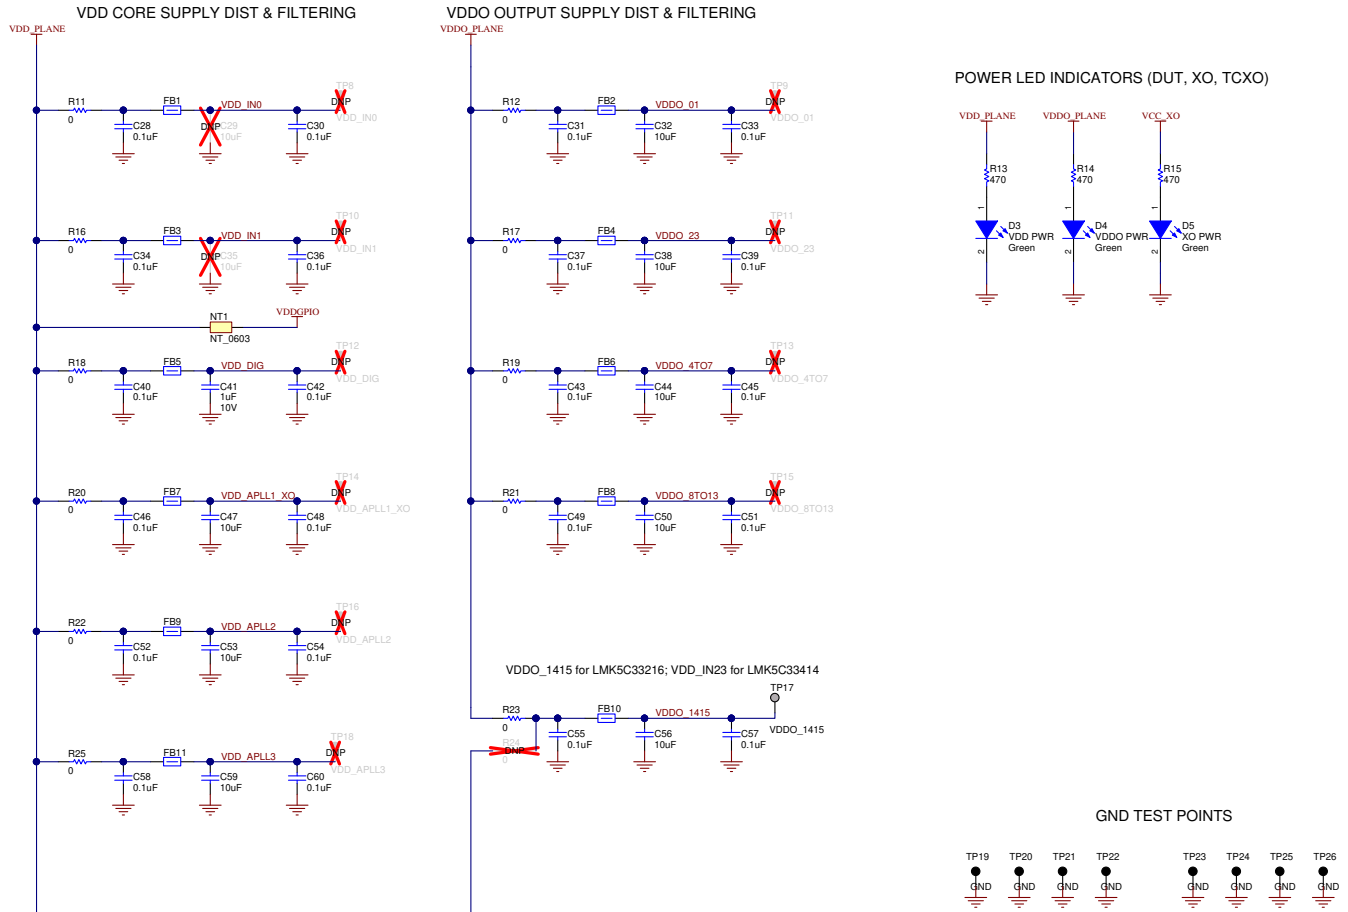 VDD CORE SUPPLY DIST & FILTERING
VDD_PLANE
R11
0
C28
0.1uF
FB1
VDD_IN0
DNP
C29
10uF
C30
0.1uF
TP8
DNP
VDD_IN0
R16
0
C34
0.1uF
FB3
VDD_IN1
DNP
C35
10uF
C36
0.1uF
TP10
DNP
VDD_IN1
NT1
NT_0603
VDDGPIO
R18
0
C40
0.1uF
FB5
VDD_DIG
C41
1uF
10V
C42
0.1uF
TP12
DNP
VDD_DIG
R20
0
C46
0.1uF
FB7
VDD_APLL1_XO
C47
10uF
C48
0.1uF
TP14
DNP
VDD_APLL1_XO
R22
0
C52
0.1uF
FB9
VDD_APLL2
C53
10uF
C54
0.1uF
TP16
DNP
VDD_APLL2
R25
0
C58
0.1uF
FB11
VDD_APLL3
C59
10uF
C60
0.1uF
TP18
DNP
VDD_APLL3
VDDO OUTPUT SUPPLY DIST & FILTERING
VDDO_PLANE
R12
0
C31
0.1uF
FB2
VDDO_01
C32
10uF
C33
0.1uF
TP9
DNP
VDDO_01
R17
0
C37
0.1uF
FB4
VDDO_23
C38
10uF
C39
0.1uF
TP11
DNP
VDDO_23
R19
0
C43
0.1uF
FB6
VDDO_4TO7
C44
10uF
C45
0.1uF
TP13
DNP
VDDO_4TO7
R21
0
C49
0.1uF
FB8
VDDO_8TO13
C50
10uF
C51
0.1uF
TP15
DNP
VDDO_8TO13
VDDO_1415 for LMK5C33216; VDD_IN23 for LMK5C33414
R23
0
R24
DNP
0
C55
0.1uF
FB10
VDDO_1415
C56
10uF
C57
0.1uF
TP17
VDDO_1415
POWER LED INDICATORS (DUT, XO, TCXO)
VDD_PLANE
R13
470
1
D3
VDD PWR
Green
2
VDDO_PLANE
R14
470
1
D4
VDDO PWR
Green
2
VCC_XO
R15
470
1
D5
XO PWR
Green
2
GND TEST POINTS
TP19 TP20 TP21 TP22 TP23 TP24 TP25 TP26
GND GND GND GND GND GND GND GND